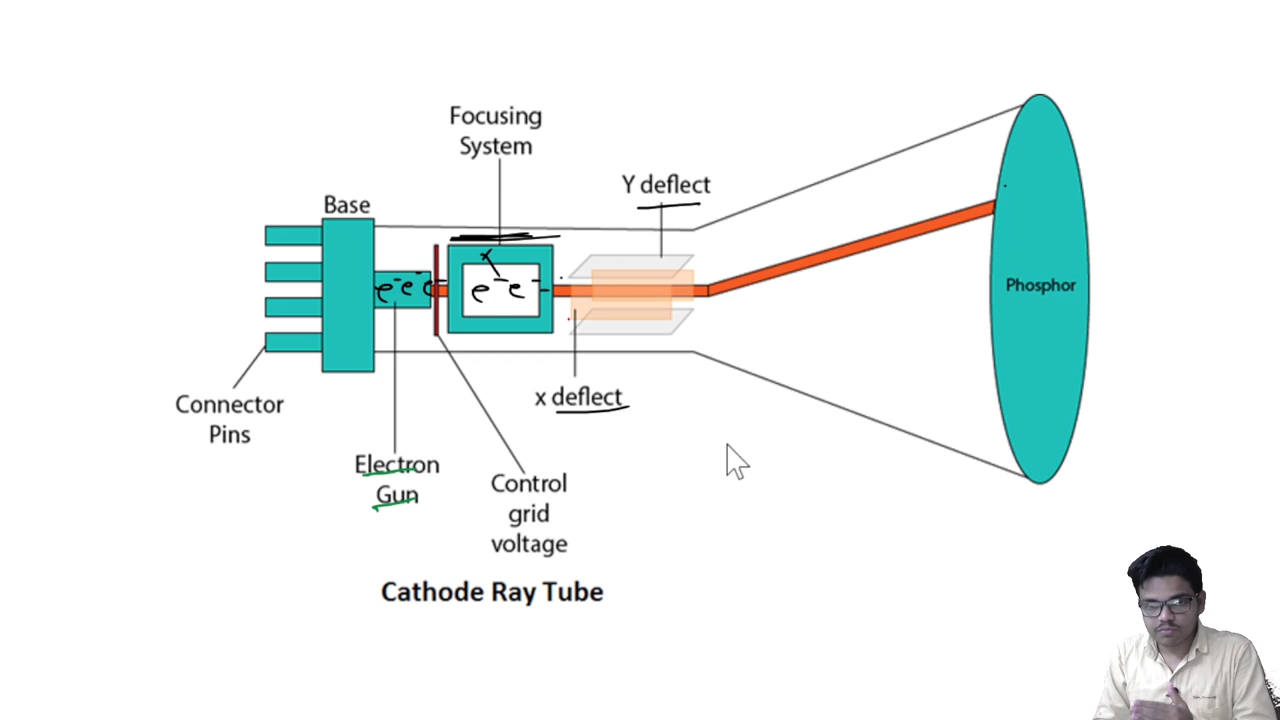 Focusing
System
Y deflect
Base
e⁻ e⁻ e⁻
e⁻ e⁻
Phosphor
x deflect
Connector
Pins
Electron
Gun
Control
grid
voltage
Cathode Ray Tube